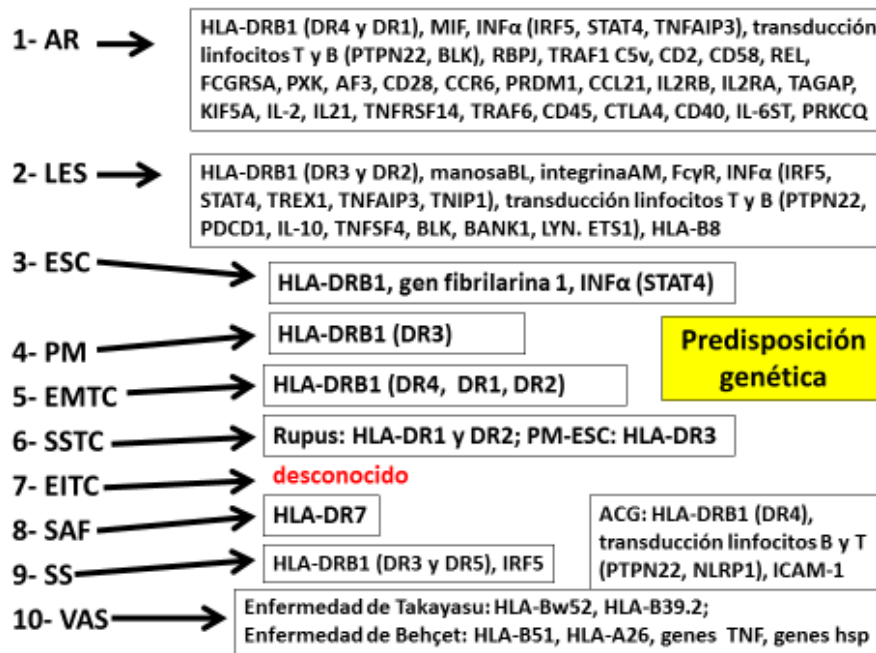 1- AR
HLA-DRB1 (DR4 y DR1), MIF, INFα (IRF5, STAT4, TNFAIP3), transducción
linfocitos T y B (PTPN22, BLK), RBPJ, TRAF1 C5v, CD2, CD58, REL,
FCGRSA, PXK, AF3, CD28, CCR6, PRDM1, CCL21, IL2RB, IL2RA, TAGAP,
KIF5A, IL-2, IL21, TNFRSF14, TRAF6, CD45, CTLA4, CD40, IL-6ST, PRKCQ
2- LES
HLA-DRB1 (DR3 y DR2), manosaBL, integrinaAM, FcγR, INFα (IRF5,
STAT4, TREX1, TNFAIP3, TNIP1), transducción linfocitos T y B (PTPN22,
PDCD1, IL-10, TNFSF4, BLK, BANK1, LYN. ETS1), HLA-B8
3- ESC
HLA-DRB1, gen fibrilarina 1, INFα (STAT4)
4- PM
HLA-DRB1 (DR3)
Predisposición
genética
5- EMTC
HLA-DRB1 (DR4, DR1, DR2)
6- SSTC
Rupus: HLA-DR1 y DR2; PM-ESC: HLA-DR3
7- EITC
desconocido
8- SAF
HLA-DR7
ACG: HLA-DRB1 (DR4),
transducción linfocitos B y T
(PTPN22, NLRP1), ICAM-1
9- SS
HLA-DRB1 (DR3 y DR5), IRF5
10- VAS
Enfermedad de Takayasu: HLA-Bw52, HLA-B39.2;
Enfermedad de Behçet: HLA-B51, HLA-A26, genes TNF, genes hsp